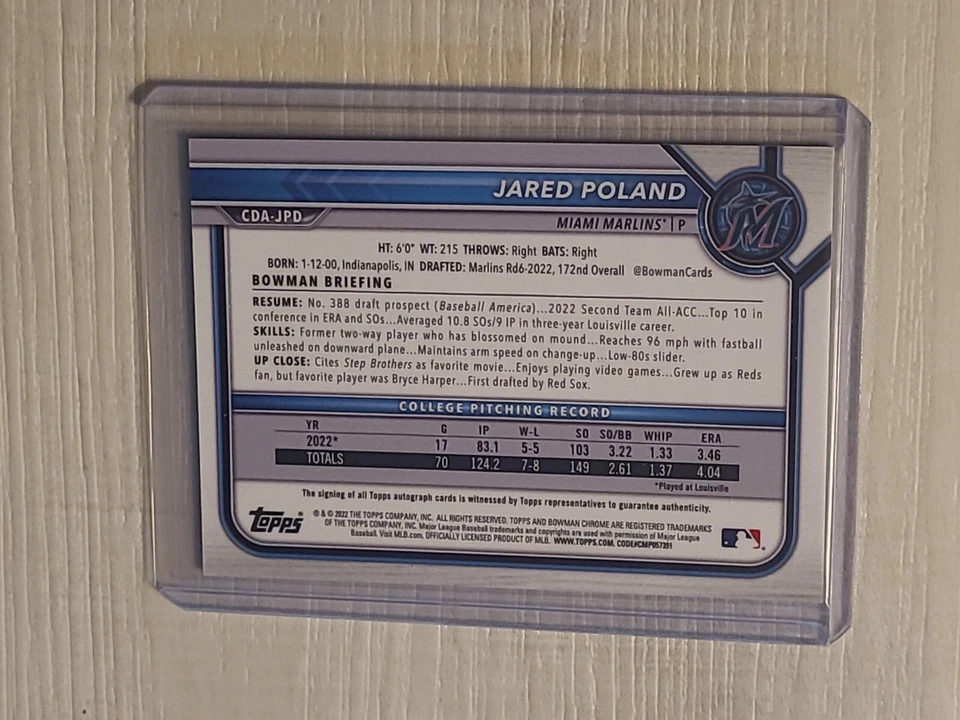 JARED POLAND
CDA-JPD
MIAMI MARLINS® | P
M
HT: 6'0" WT: 215 THROWS: Right BATS: Right
BORN: 1-12-00, Indianapolis, IN DRAFTED: Marlins Rd6-2022, 172nd Overall @BowmanCards
BOWMAN BRIEFING
RESUME: No. 388 draft prospect (Baseball America)...2022 Second Team All-ACC...Top 10 in
conference in ERA and SOs...Averaged 10.8 SOs/9 IP in three-year Louisville career.
SKILLS: Former two-way player who has blossomed on mound...Reaches 96 mph with fastball
unleashed on downward plane...Maintains arm speed on change-up...Low-80s slider.
UP CLOSE: Cites Step Brothers as favorite movie...Enjoys playing video games...Grew up as Reds
fan, but favorite player was Bryce Harper...First drafted by Red Sox.
COLLEGE PITCHING RECORD
YR G IP W-L SO SO/BB WHIP ERA
2022* 17 83.1 5-5 103 3.22 1.33 3.46
TOTALS 70 124.2 7-8 149 2.61 1.37 4.04
*Played at Louisville
The signing of all Topps autograph cards is witnessed by Topps representatives to guarantee authenticity.
topps
® & © 2022 THE TOPPS COMPANY, INC. ALL RIGHTS RESERVED. TOPPS AND BOWMAN CHROME ARE REGISTERED TRADEMARKS
OF THE TOPPS COMPANY, INC. Major League Baseball trademarks and copyrights are used with permission of Major League
Baseball. Visit MLB.com. OFFICIALLY LICENSED PRODUCT OF MLB. WWW.TOPPS.COM. CODE#CMP057391